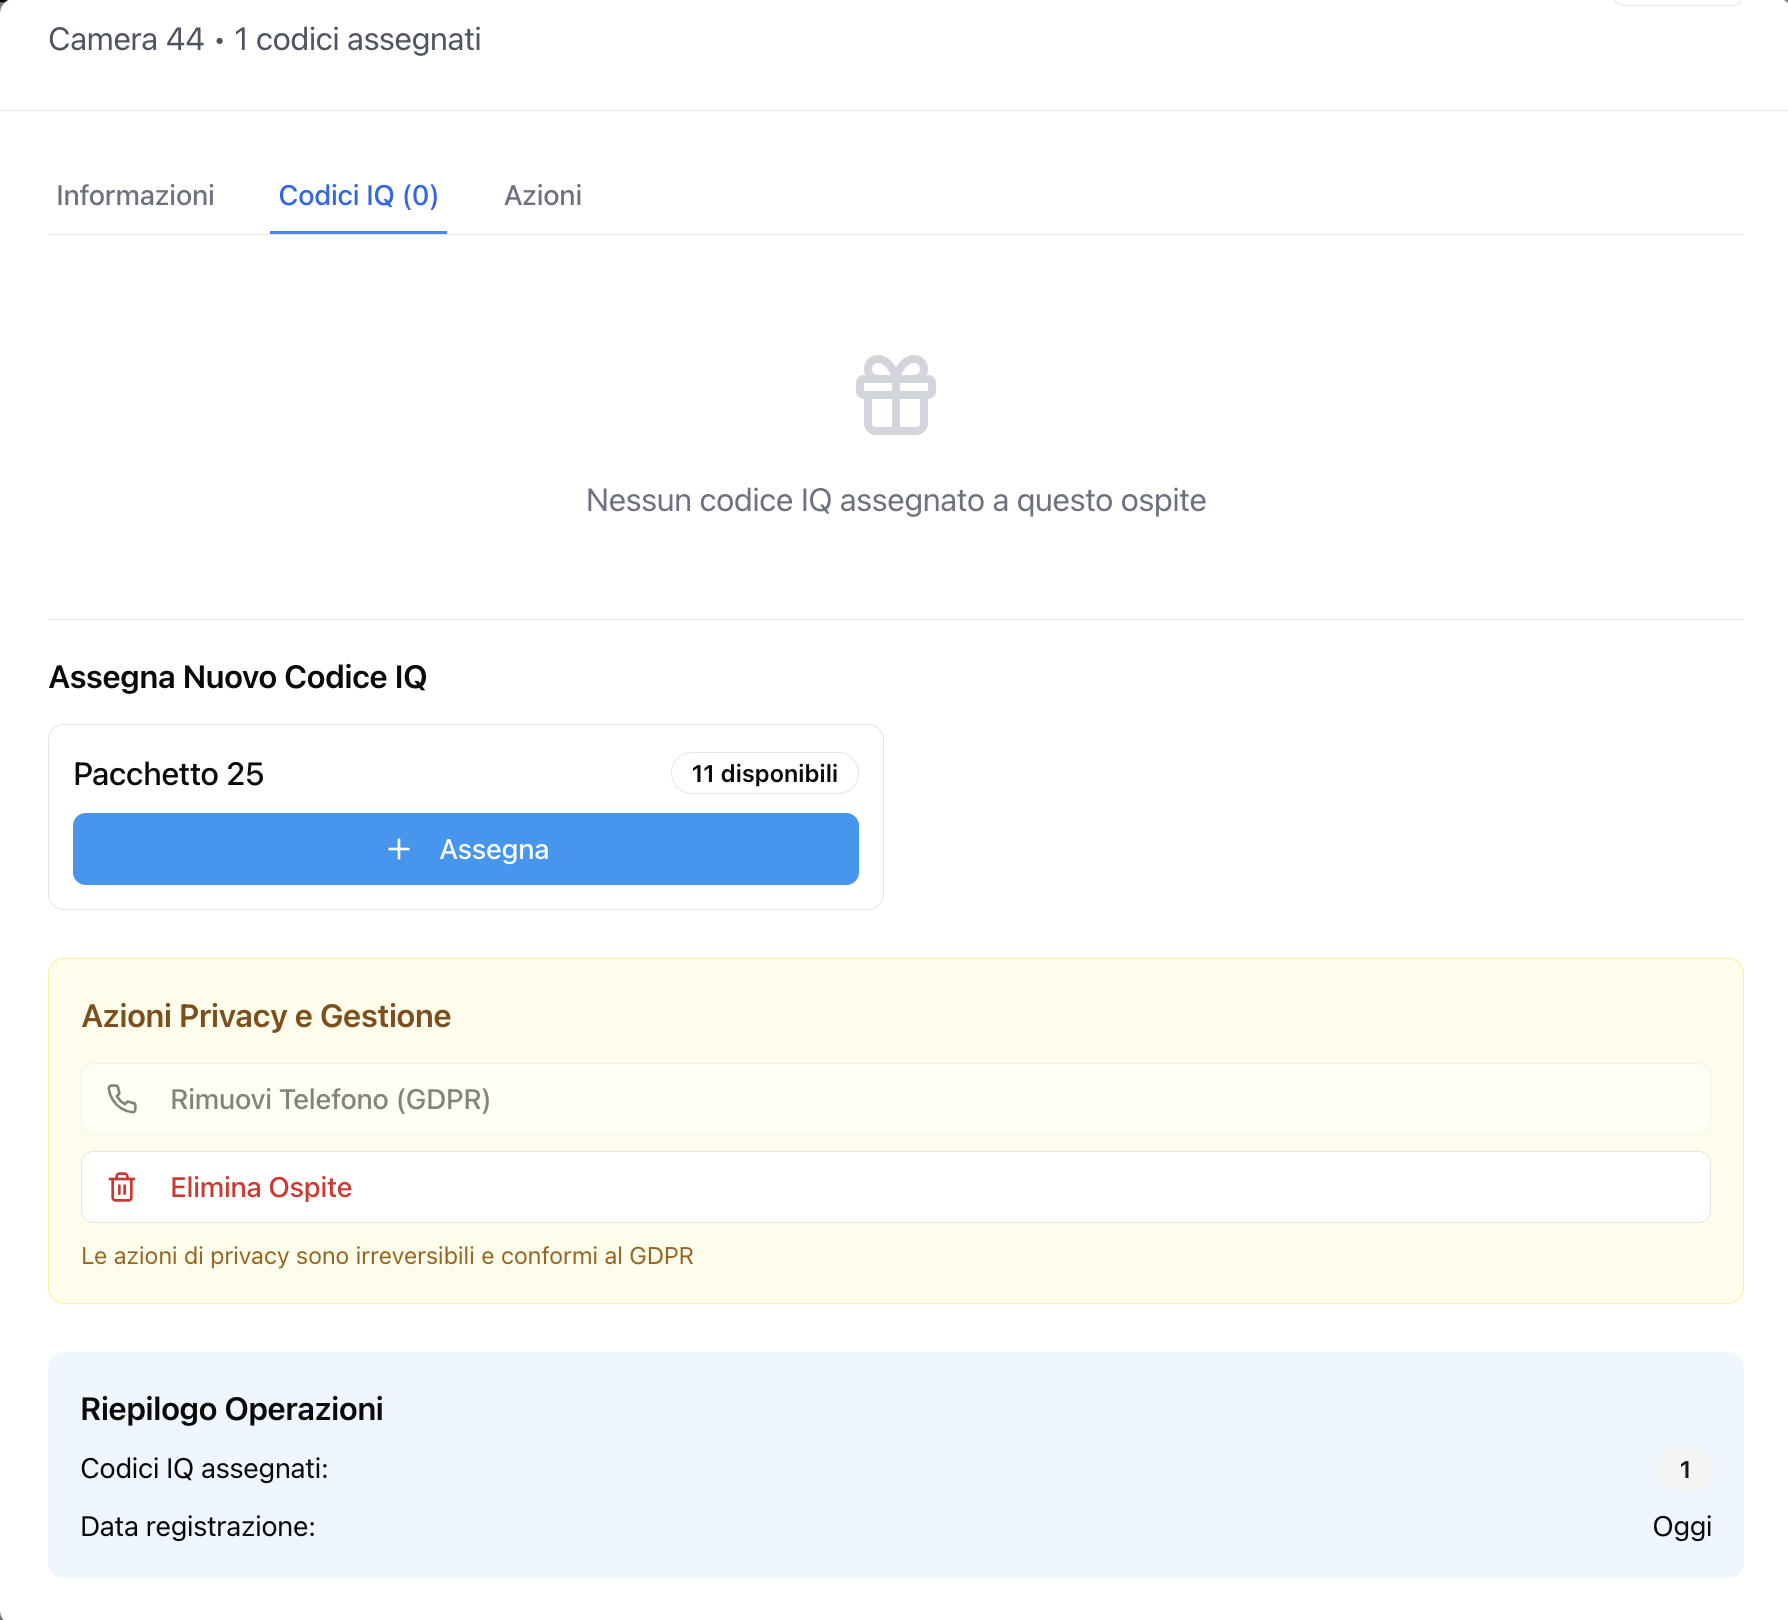 Camera 44 • 1 codici assegnati
Informazioni
Codici IQ (0)
Azioni
Nessun codice IQ assegnato a questo ospite
Assegna Nuovo Codice IQ
Pacchetto 25
11 disponibili
+ Assegna
Azioni Privacy e Gestione
Rimuovi Telefono (GDPR)
Elimina Ospite
Le azioni di privacy sono irreversibili e conformi al GDPR
Riepilogo Operazioni
Codici IQ assegnati: 1
Data registrazione: Oggi